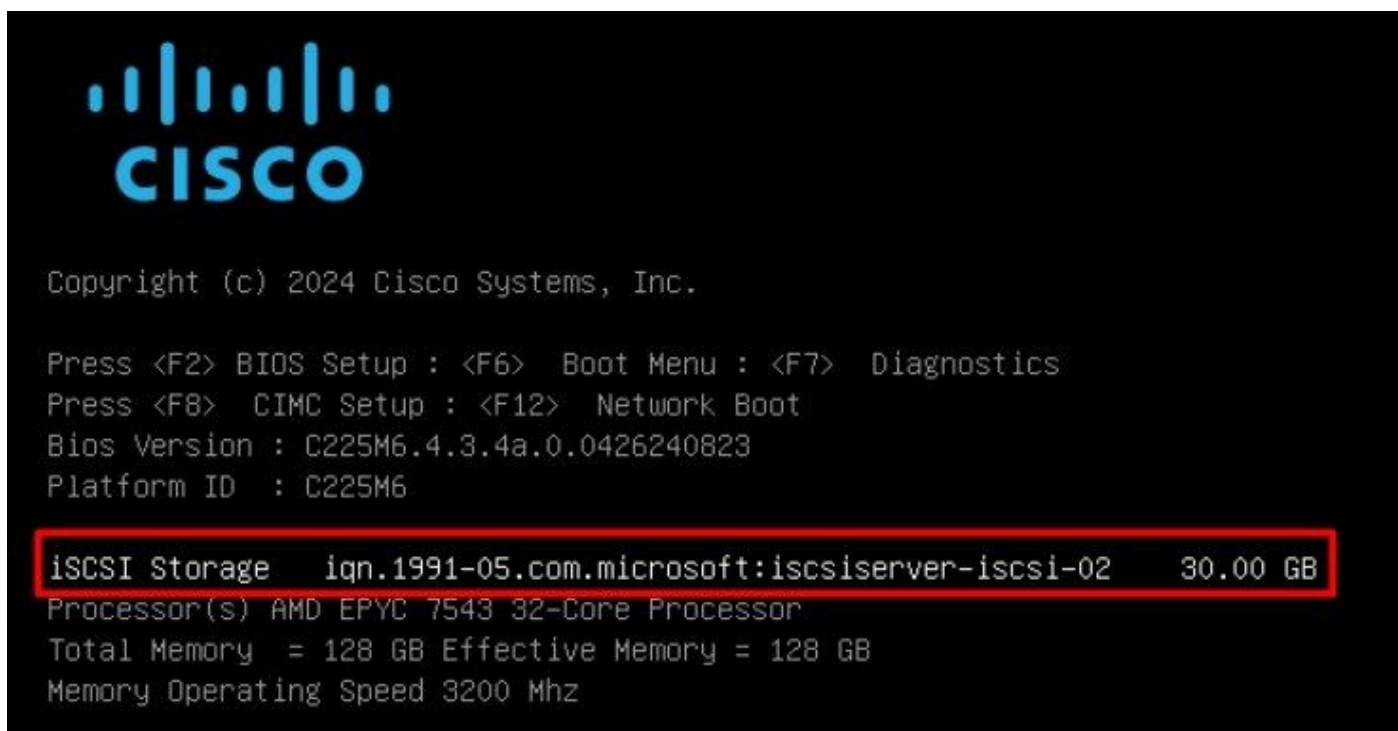 CISCO
Copyright (c) 2024 Cisco Systems, Inc.
Press <F2> BIOS Setup : <F6>  Boot Menu : <F7>  Diagnostics
Press <F8>  CIMC Setup : <F12>  Network Boot
Bios Version : C225M6.4.3.4a.0.0426240823
Platform ID  : C225M6
iSCSI Storage   iqn.1991-05.com.microsoft:iscsiserver-iscsi-02    30.00 GB
Processor(s) AMD EPYC 7543 32-Core Processor
Total Memory  = 128 GB Effective Memory = 128 GB
Memory Operating Speed 3200 Mhz